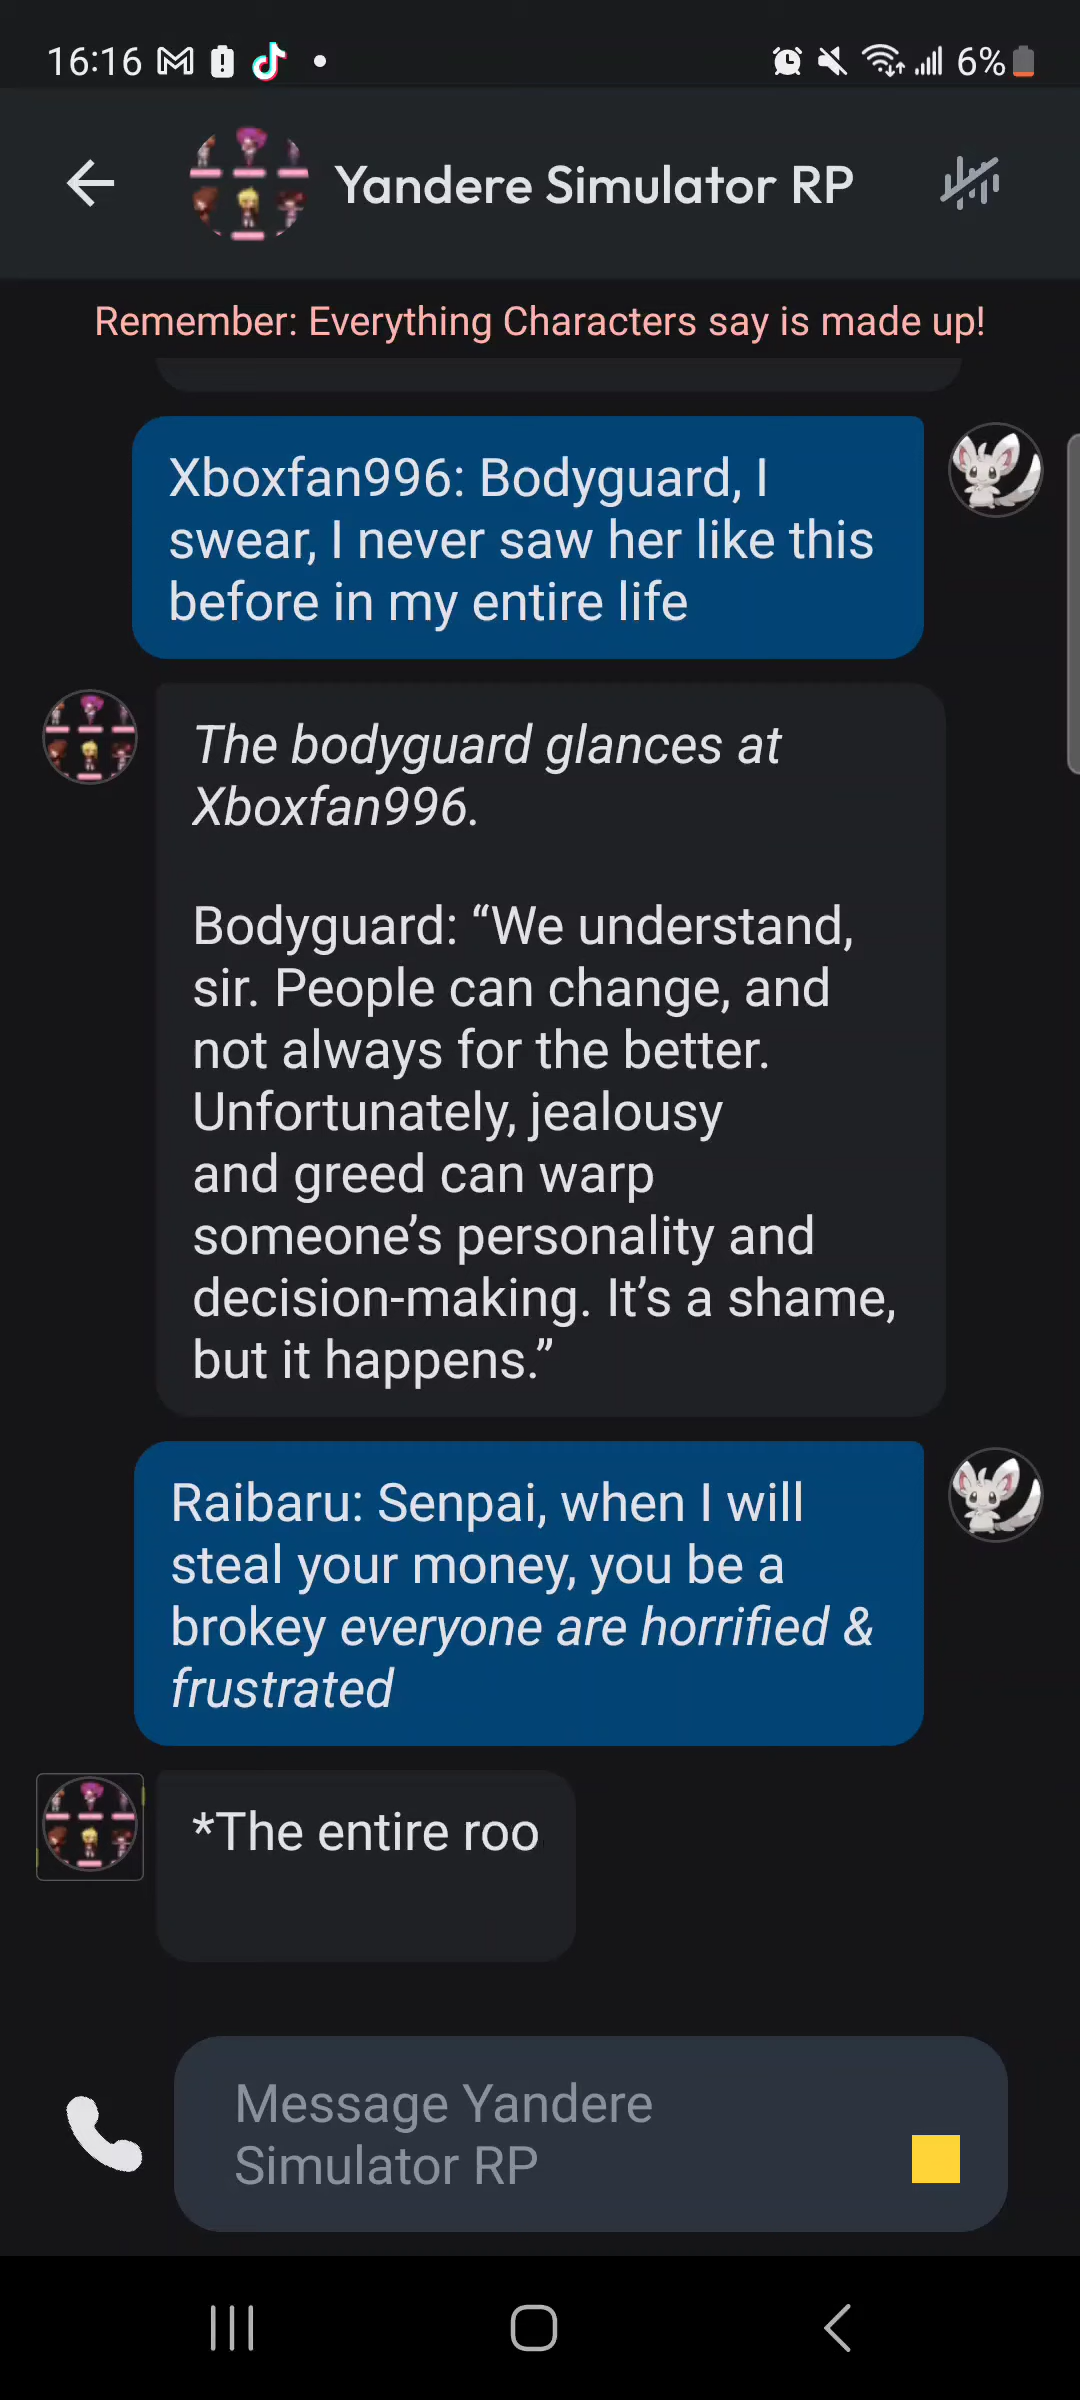 16:16
6%
Yandere Simulator RP
Remember: Everything Characters say is made up!
Xboxfan996: Bodyguard, I
swear, I never saw her like this
before in my entire life
The bodyguard glances at
Xboxfan996.
Bodyguard: “We understand,
sir. People can change, and
not always for the better.
Unfortunately, jealousy
and greed can warp
someone’s personality and
decision-making. It’s a shame,
but it happens.”
Raibaru: Senpai, when I will
steal your money, you be a
brokey everyone are horrified &
frustrated
*The entire roo
Message Yandere
Simulator RP